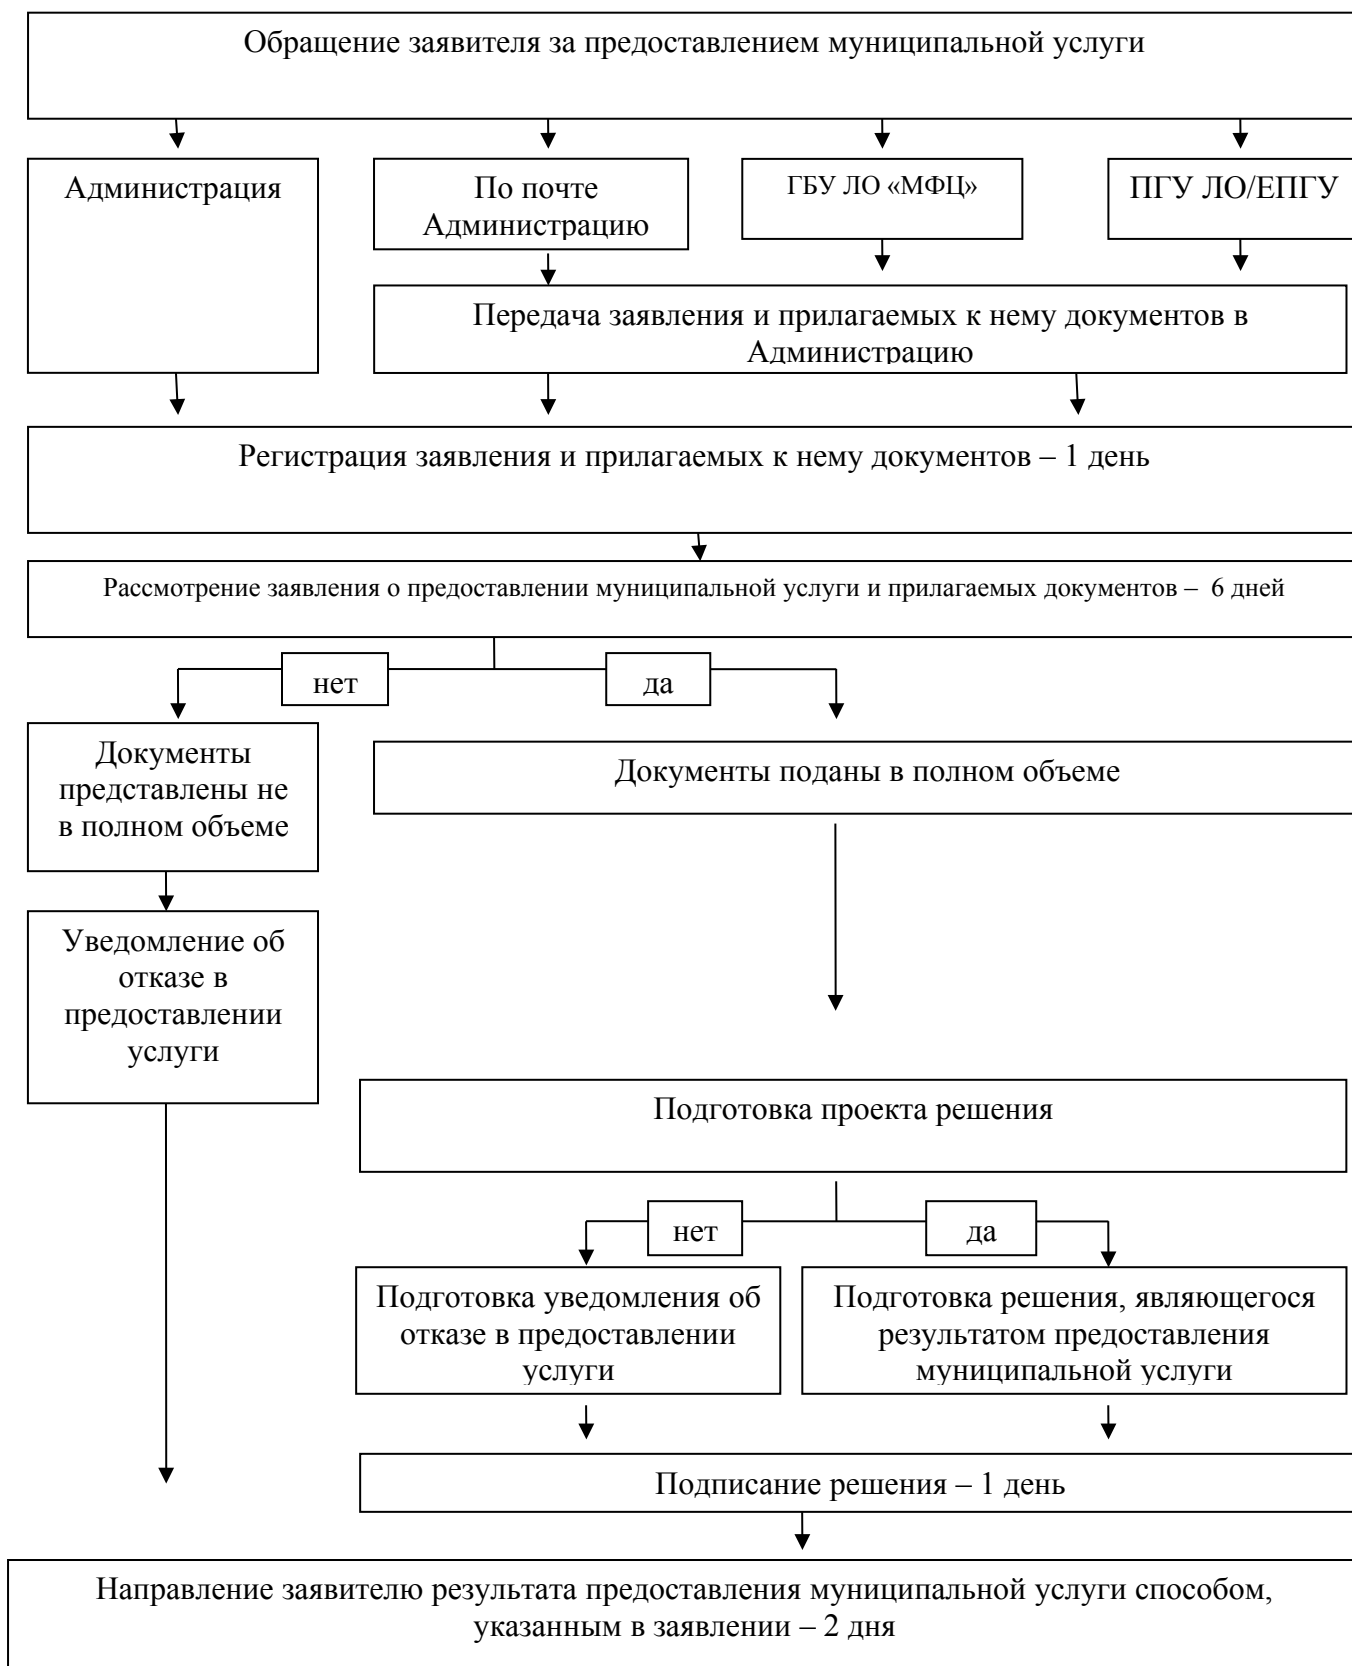 Обращение заявителя за предоставлением муниципальной услуги
Администрация
По почте
Администрацию
ГБУ ЛО «МФЦ»
ПГУ ЛО/ЕПГУ
Передача заявления и прилагаемых к нему документов в
Администрацию
Регистрация заявления и прилагаемых к нему документов – 1 день
Рассмотрение заявления о предоставлении муниципальной услуги и прилагаемых документов – 6 дней
нет
да
Документы
представлены не
в полном объеме
Документы поданы в полном объеме
Уведомление об
отказе в
предоставлении
услуги
Подготовка проекта решения
нет
да
Подготовка уведомления об
отказе в предоставлении
услуги
Подготовка решения, являющегося
результатом предоставления
муниципальной услуги
Подписание решения – 1 день
Направление заявителю результата предоставления муниципальной услуги способом,
указанным в заявлении – 2 дня